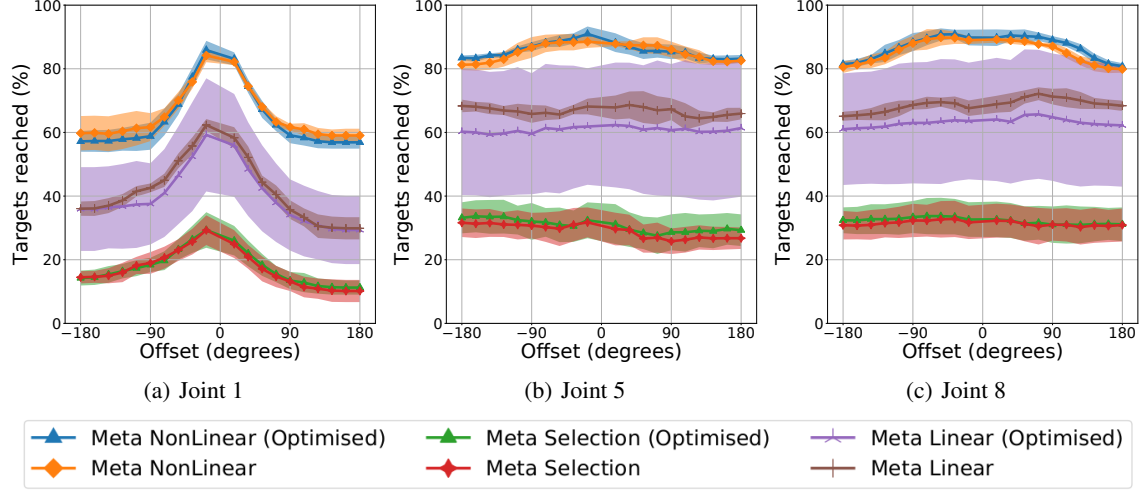 100
80
60
40
20
0
Targets reached (%)
−180 −90 0 90 180
Offset (degrees)
(a) Joint 1
100
80
60
40
20
0
Targets reached (%)
−180 −90 0 90 180
Offset (degrees)
(b) Joint 5
100
80
60
40
20
0
Targets reached (%)
−180 −90 0 90 180
Offset (degrees)
(c) Joint 8
Meta NonLinear (Optimised) Meta Selection (Optimised) Meta Linear (Optimised)
Meta NonLinear Meta Selection Meta Linear